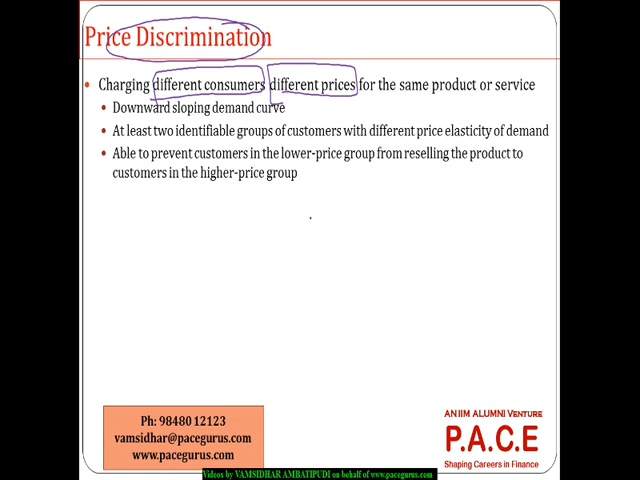 Price Discrimination
• Charging different consumers different prices for the same product or service
• Downward sloping demand curve
• At least two identifiable groups of customers with different price elasticity of demand
• Able to prevent customers in the lower-price group from reselling the product to
customers in the higher-price group
Ph: 98480 12123
vamsidhar@pacegurus.com
www.pacegurus.com
AN IIM ALUMNI VENTURE
P.A.C.E
Shaping Careers in Finance
Videos by VAMSIDHAR AMBATIPUDI on behalf of www.pacegurus.com